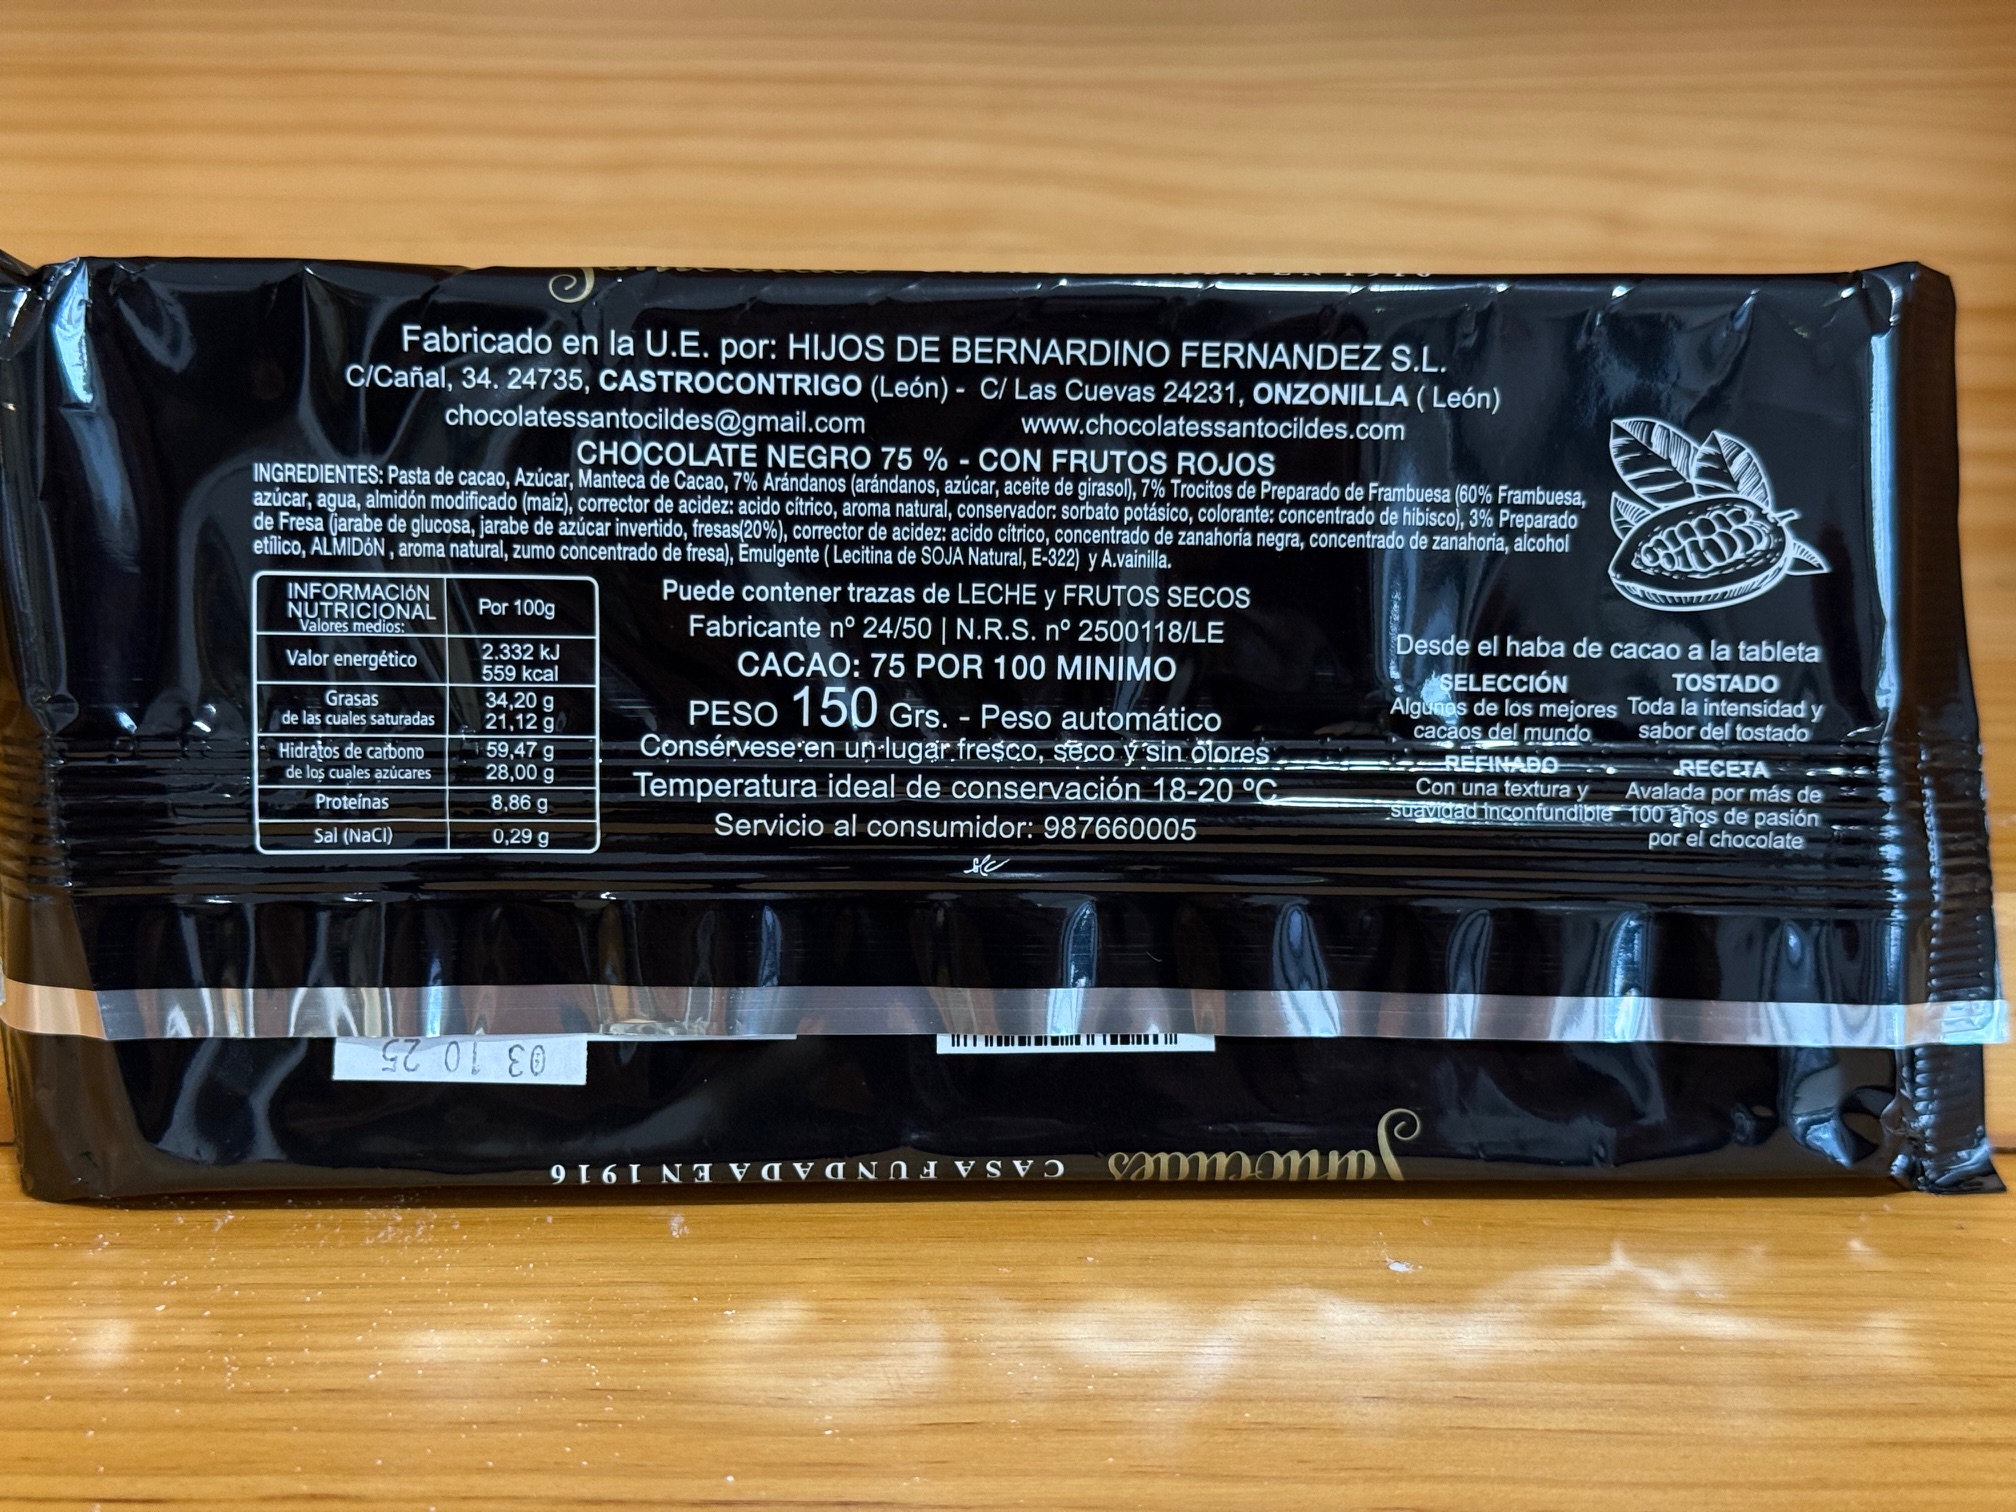 Fabricado en la U.E. por: HIJOS DE BERNARDINO FERNANDEZ S.L.
C/Cañal, 34. 24735, CASTROCONTRIGO (León) - C/ Las Cuevas 24231, ONZONILLA ( León)
chocolatessantocildes@gmail.com www.chocolatessantocildes.com
CHOCOLATE NEGRO 75 % - CON FRUTOS ROJOS
INGREDIENTES: Pasta de cacao, Azúcar, Manteca de Cacao, 7% Arándanos (arándanos, azúcar, aceite de girasol), 7% Trocitos de Preparado de Frambuesa (60% Frambuesa,
azúcar, agua, almidón modificado (maíz), corrector de acidez: acido cítrico, aroma natural, conservador: sorbato potásico, colorante: concentrado de hibisco), 3% Preparado
de Fresa (jarabe de glucosa, jarabe de azúcar invertido, fresas(20%), corrector de acidez: acido cítrico, concentrado de zanahoria negra, concentrado de zanahoria, alcohol
etílico, ALMIDóN , aroma natural, zumo concentrado de fresa), Emulgente ( Lecitina de SOJA Natural, E-322) y A.vainilla.
INFORMACIóN
NUTRICIONAL
Valores medios:
Por 100g
Valor energético
2.332 kJ
559 kcal
Grasas 34,20 g
de las cuales saturadas 21,12 g
Hidratos de carbono 59,47 g
de los cuales azúcares 28,00 g
Proteínas 8,86 g
Sal (NaCl) 0,29 g
Puede contener trazas de LECHE y FRUTOS SECOS
Fabricante nº 24/50 | N.R.S. nº 2500118/LE
CACAO: 75 POR 100 MINIMO
PESO 150 Grs. - Peso automático
Consérvese en un lugar fresco, seco y sin olores
Temperatura ideal de conservación 18-20 ºC
Servicio al consumidor: 987660005
slc
Desde el haba de cacao a la tableta
SELECCIÓN
Algunos de los mejores
cacaos del mundo
TOSTADO
Toda la intensidad y
sabor del tostado
REFINADO
Con una textura y
suavidad inconfundible
RECETA
Avalada por más de
100 años de pasión
por el chocolate
03 10 25
Santocildes CASA FUNDADA EN 1916